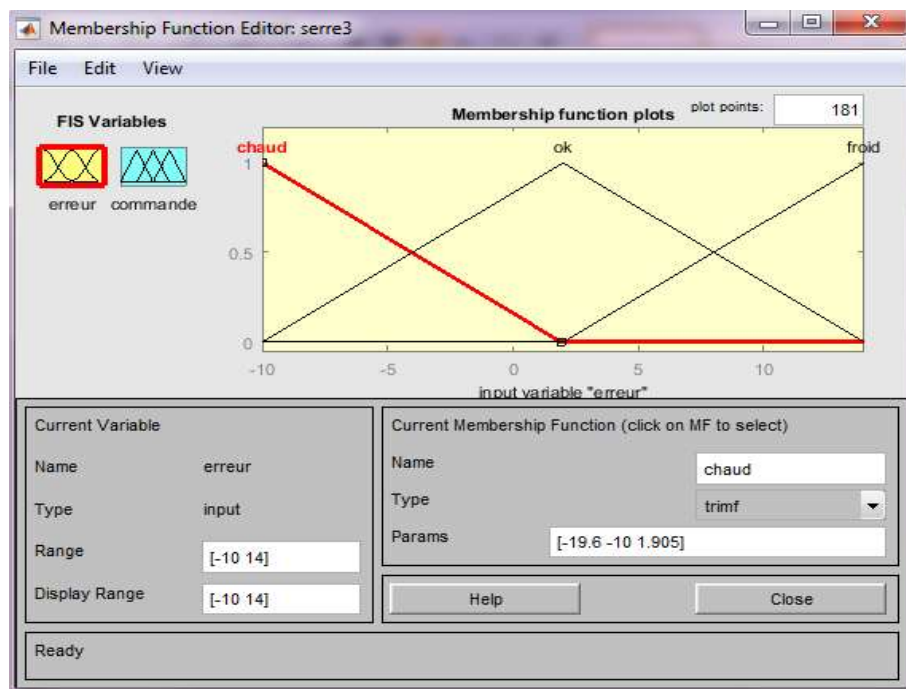 Membership Function Editor: serre3
File Edit View
FIS Variables
Membership function plots
plot points:
181
erreur commande
chaud
ok
froid
1
0.5
0
-10 -5 0 5 10
input variable "erreur"
Current Variable
Name erreur
Type input
Range [-10 14]
Display Range [-10 14]
Current Membership Function (click on MF to select)
Name chaud
Type trimf
Params [-19.6 -10 1.905]
Help Close
Ready